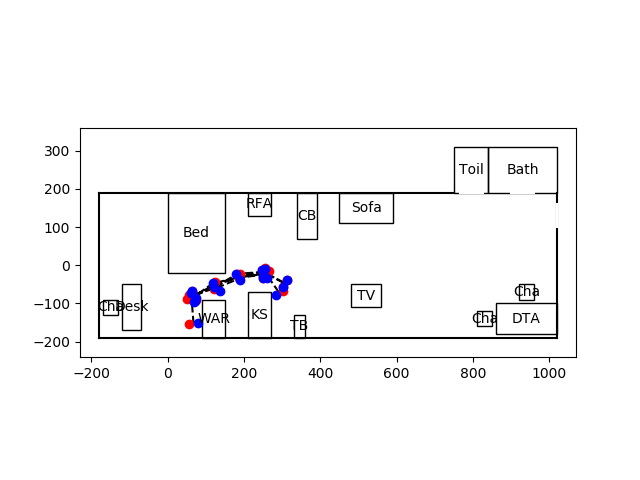 300
200
100
0
−100
−200
−200
0
200
400
600
800
1000
Toil
Bath
RFA
CB
Sofa
Bed
Cha
Desk
WAR
KS
TB
TV
Cha
Cha
DTA